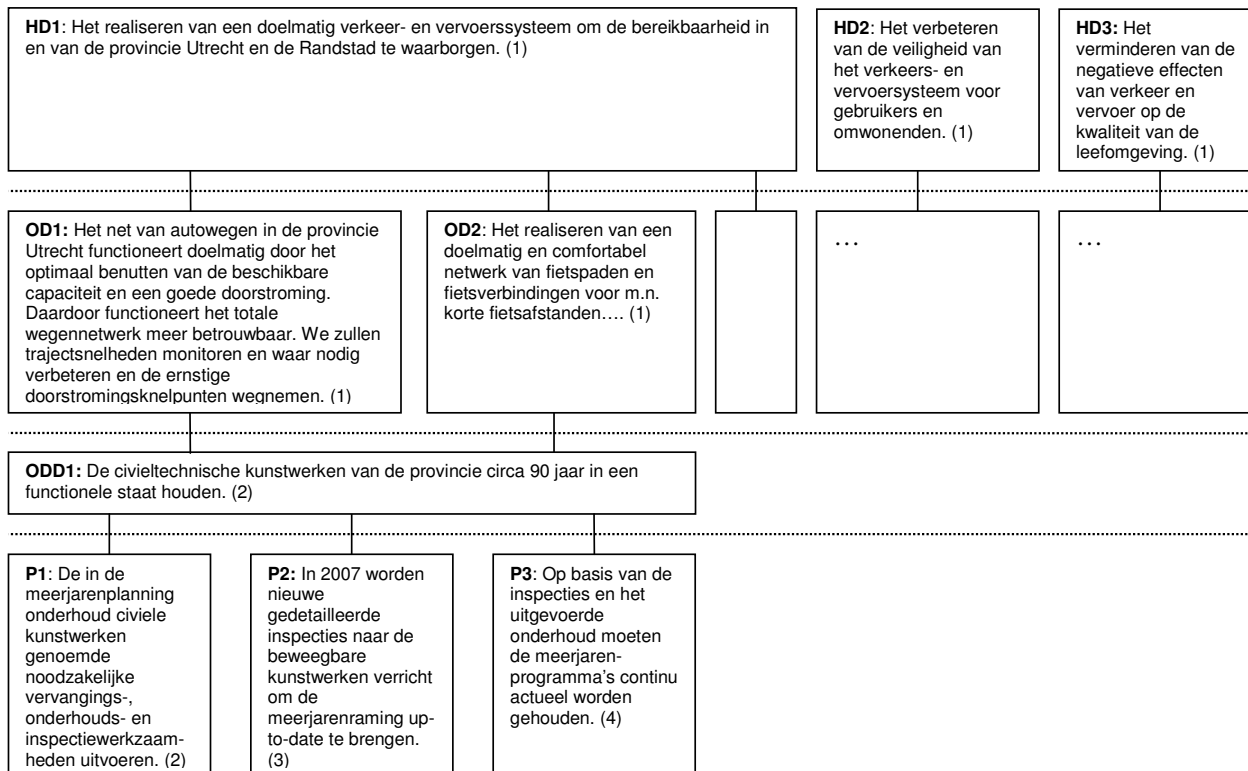 HD1: Het realiseren van een doelmatig verkeer- en vervoerssysteem om de bereikbaarheid in
en van de provincie Utrecht en de Randstad te waarborgen. (1)
HD2: Het verbeteren
van de veiligheid van
het verkeers- en
vervoersysteem voor
gebruikers en
omwonenden. (1)
HD3: Het
verminderen van de
negatieve effecten
van verkeer en
vervoer op de
kwaliteit van de
leefomgeving. (1)
OD1: Het net van autowegen in de provincie
Utrecht functioneert doelmatig door het
optimaal benutten van de beschikbare
capaciteit en een goede doorstroming.
Daardoor functioneert het totale
wegennetwerk meer betrouwbaar. We zullen
trajectsnelheden monitoren en waar nodig
verbeteren en de ernstige
doorstromingsknelpunten wegnemen. (1)
OD2: Het realiseren van een
doelmatig en comfortabel
netwerk van fietspaden en
fietsverbindingen voor m.n.
korte fietsafstanden…. (1)
…
…
ODD1: De civieltechnische kunstwerken van de provincie circa 90 jaar in een
functionele staat houden. (2)
P1: De in de
meerjarenplanning
onderhoud civiele
kunstwerken
genoemde
noodzakelijke
vervangings-,
onderhouds- en
inspectiewerkzaam-
heden uitvoeren. (2)
P2: In 2007 worden
nieuwe
gedetailleerde
inspecties naar de
beweegbare
kunstwerken verricht
om de
meerjarenraming up-
to-date te brengen.
(3)
P3: Op basis van de
inspecties en het
uitgevoerde
onderhoud moeten
de meerjaren-
programma's continu
actueel worden
gehouden. (4)